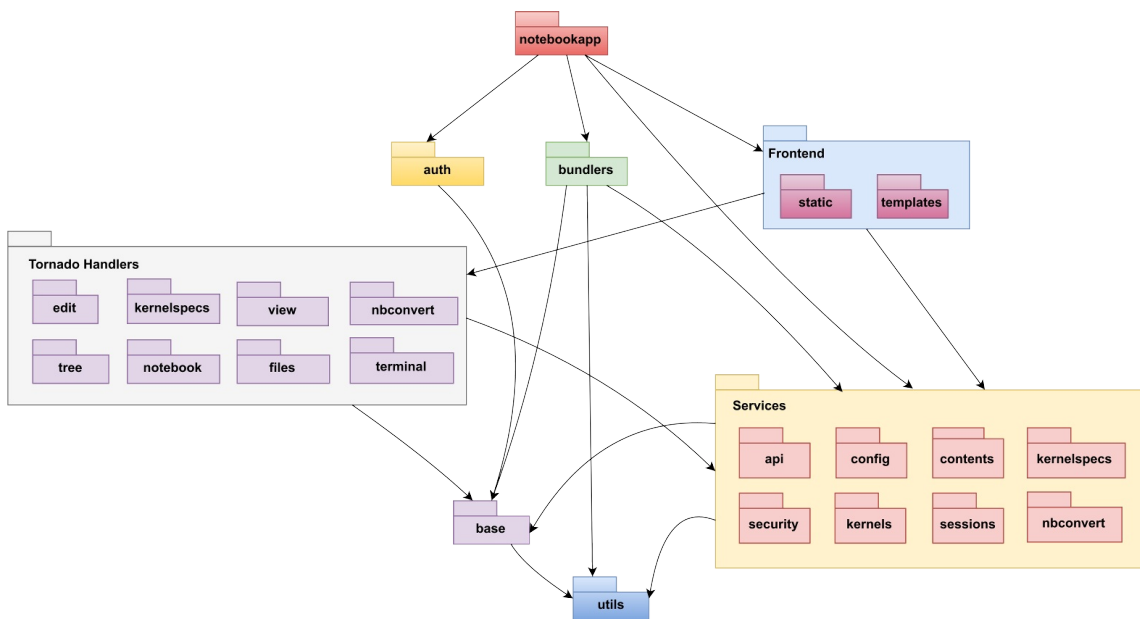 notebookapp
auth
bundlers
Frontend
static
templates
Tornado Handlers
edit
kernelspecs
view
nbconvert
tree
notebook
files
terminal
Services
api
config
contents
kernelspecs
security
kernels
sessions
nbconvert
base
utils